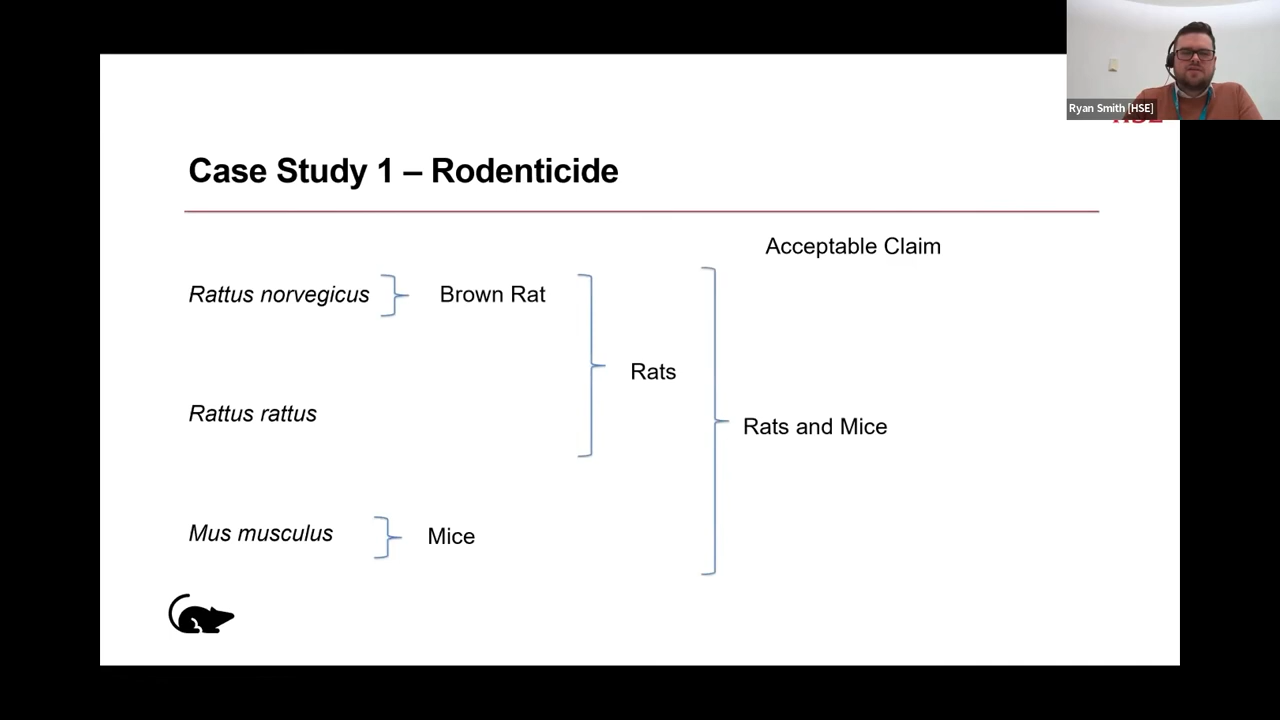 Ryan Smith [HSE]
Case Study 1 – Rodenticide
Acceptable Claim
Rattus norvegicus
Brown Rat
Rats
Rattus rattus
Rats and Mice
Mus musculus
Mice